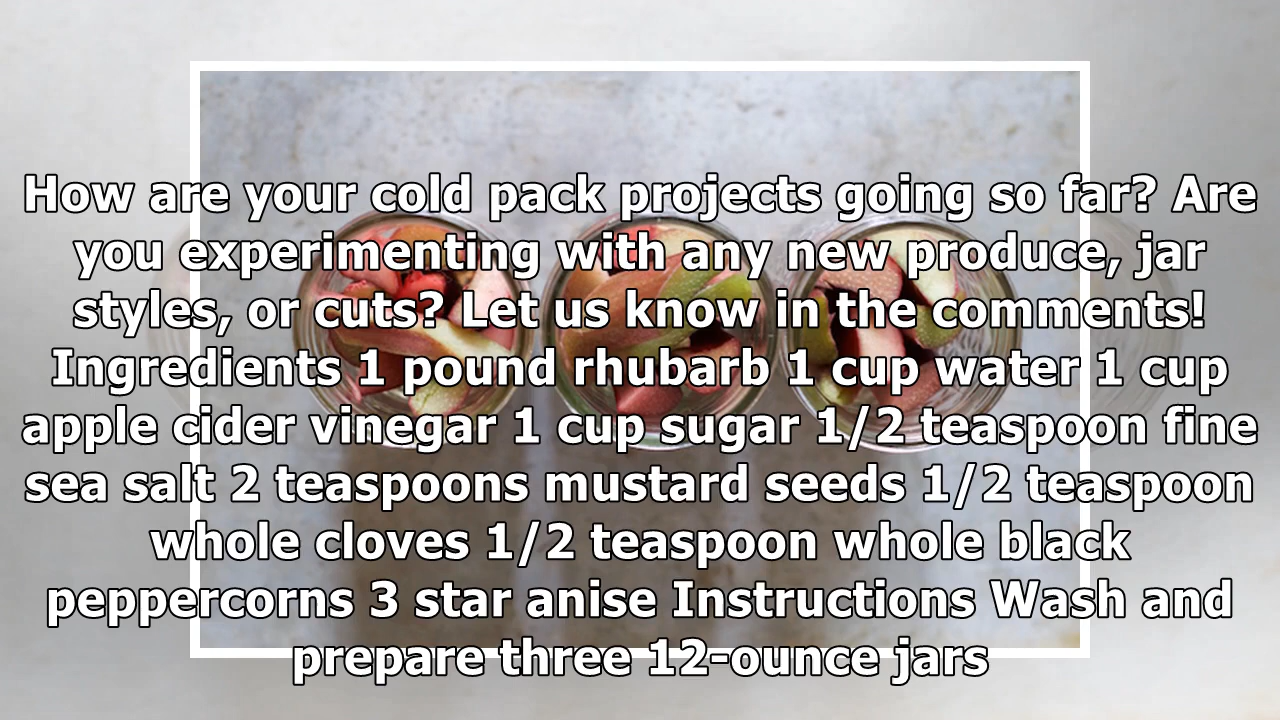 How are your cold pack projects going so far? Are
you experimenting with any new produce, jar
styles, or cuts? Let us know in the comments!
Ingredients 1 pound rhubarb 1 cup water 1 cup
apple cider vinegar 1 cup sugar 1/2 teaspoon fine
sea salt 2 teaspoons mustard seeds 1/2 teaspoon
whole cloves 1/2 teaspoon whole black
peppercorns 3 star anise Instructions Wash and
prepare three 12-ounce jars